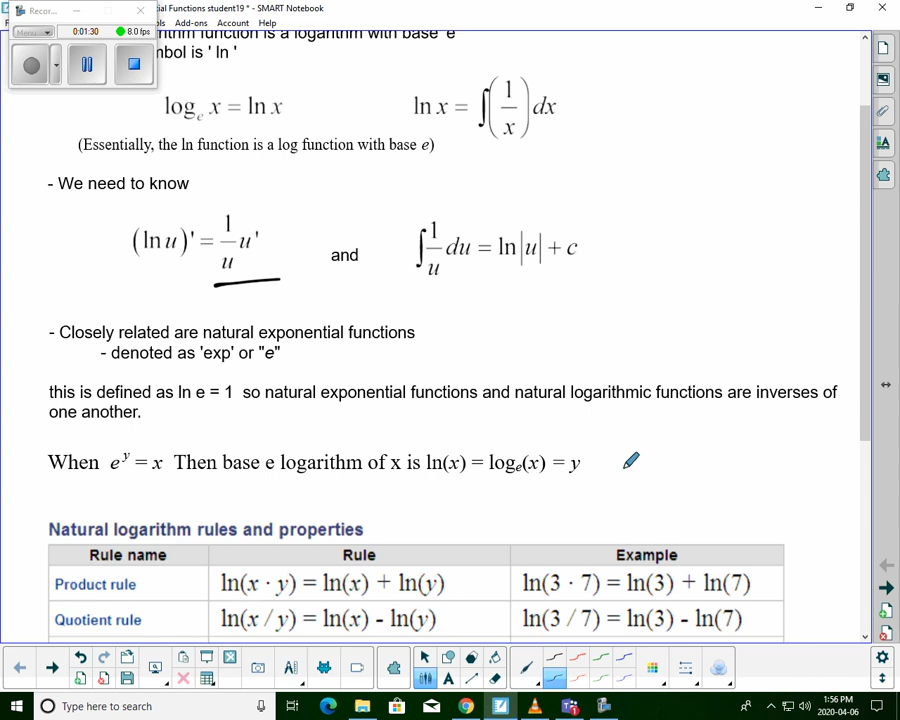 Recor...
ial Functions student19 * - SMART Notebook
Menu
0:01:30
8.0 fps
ols Add-ons Account Help
rithm function is a logarithm with base 'e'
mbol is ' ln '
logₑ x = ln x
ln x = ∫(1/x) dx
(Essentially, the ln function is a log function with base e)
- We need to know
(ln u)' = 1/u u'
and
∫ 1/u du = ln|u| + c
- Closely related are natural exponential functions
- denoted as 'exp' or "e"
this is defined as ln e = 1 so natural exponential functions and natural logarithmic functions are inverses of
one another.
When e^y = x Then base e logarithm of x is ln(x) = logₑ(x) = y
Natural logarithm rules and properties
Rule name Rule Example
Product rule ln(x · y) = ln(x) + ln(y) ln(3 · 7) = ln(3) + ln(7)
Quotient rule ln(x / y) = ln(x) - ln(y) ln(3 / 7) = ln(3) - ln(7)
Type here to search
1:56 PM
2020-04-06